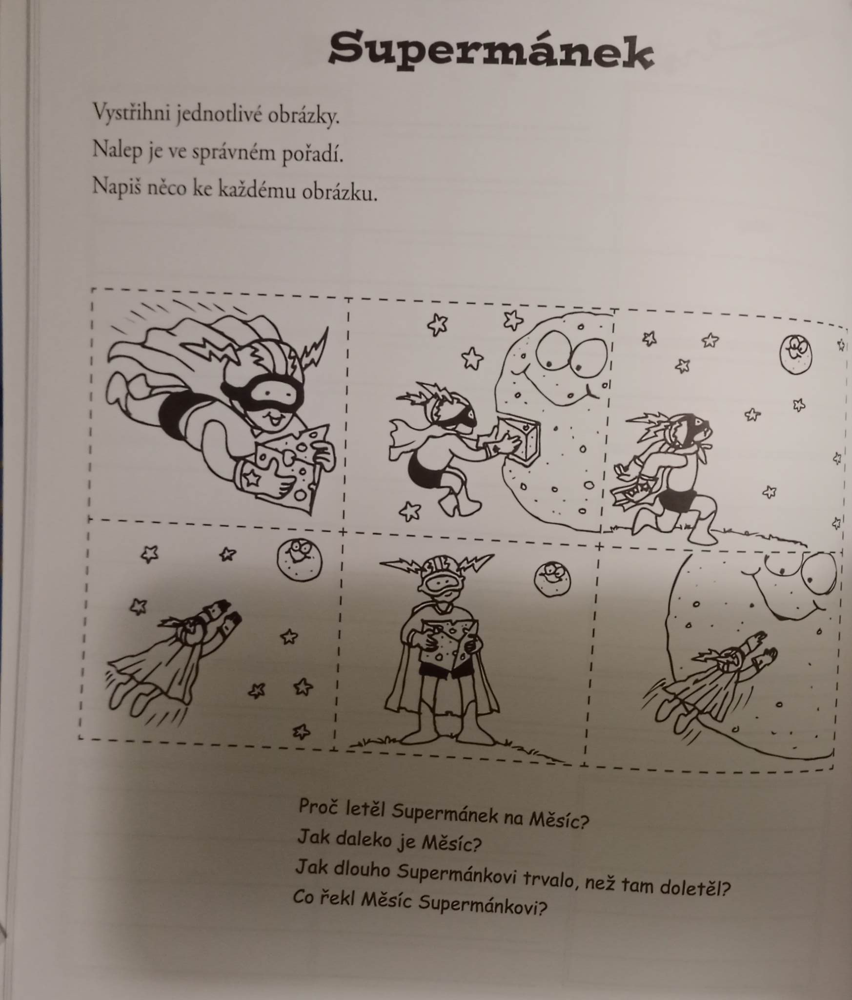 Supermánek
Vystřihni jednotlivé obrázky.
Nalep je ve správném pořadí.
Napiš něco ke každému obrázku.
Proč letěl Supermánek na Měsíc?
Jak daleko je Měsíc?
Jak dlouho Supermánkovi trvalo, než tam doletěl?
Co řekl Měsíc Supermánkovi?